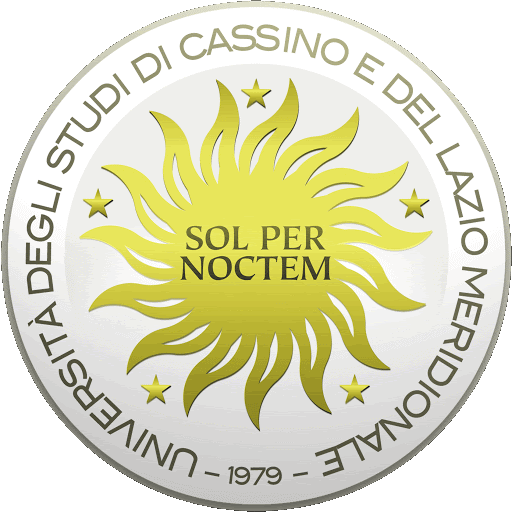 UNIVERSITÀ DEGLI STUDI DI CASSINO E DEL LAZIO MERIDIONALE
SOL PER
NOCTEM
– 1979 –